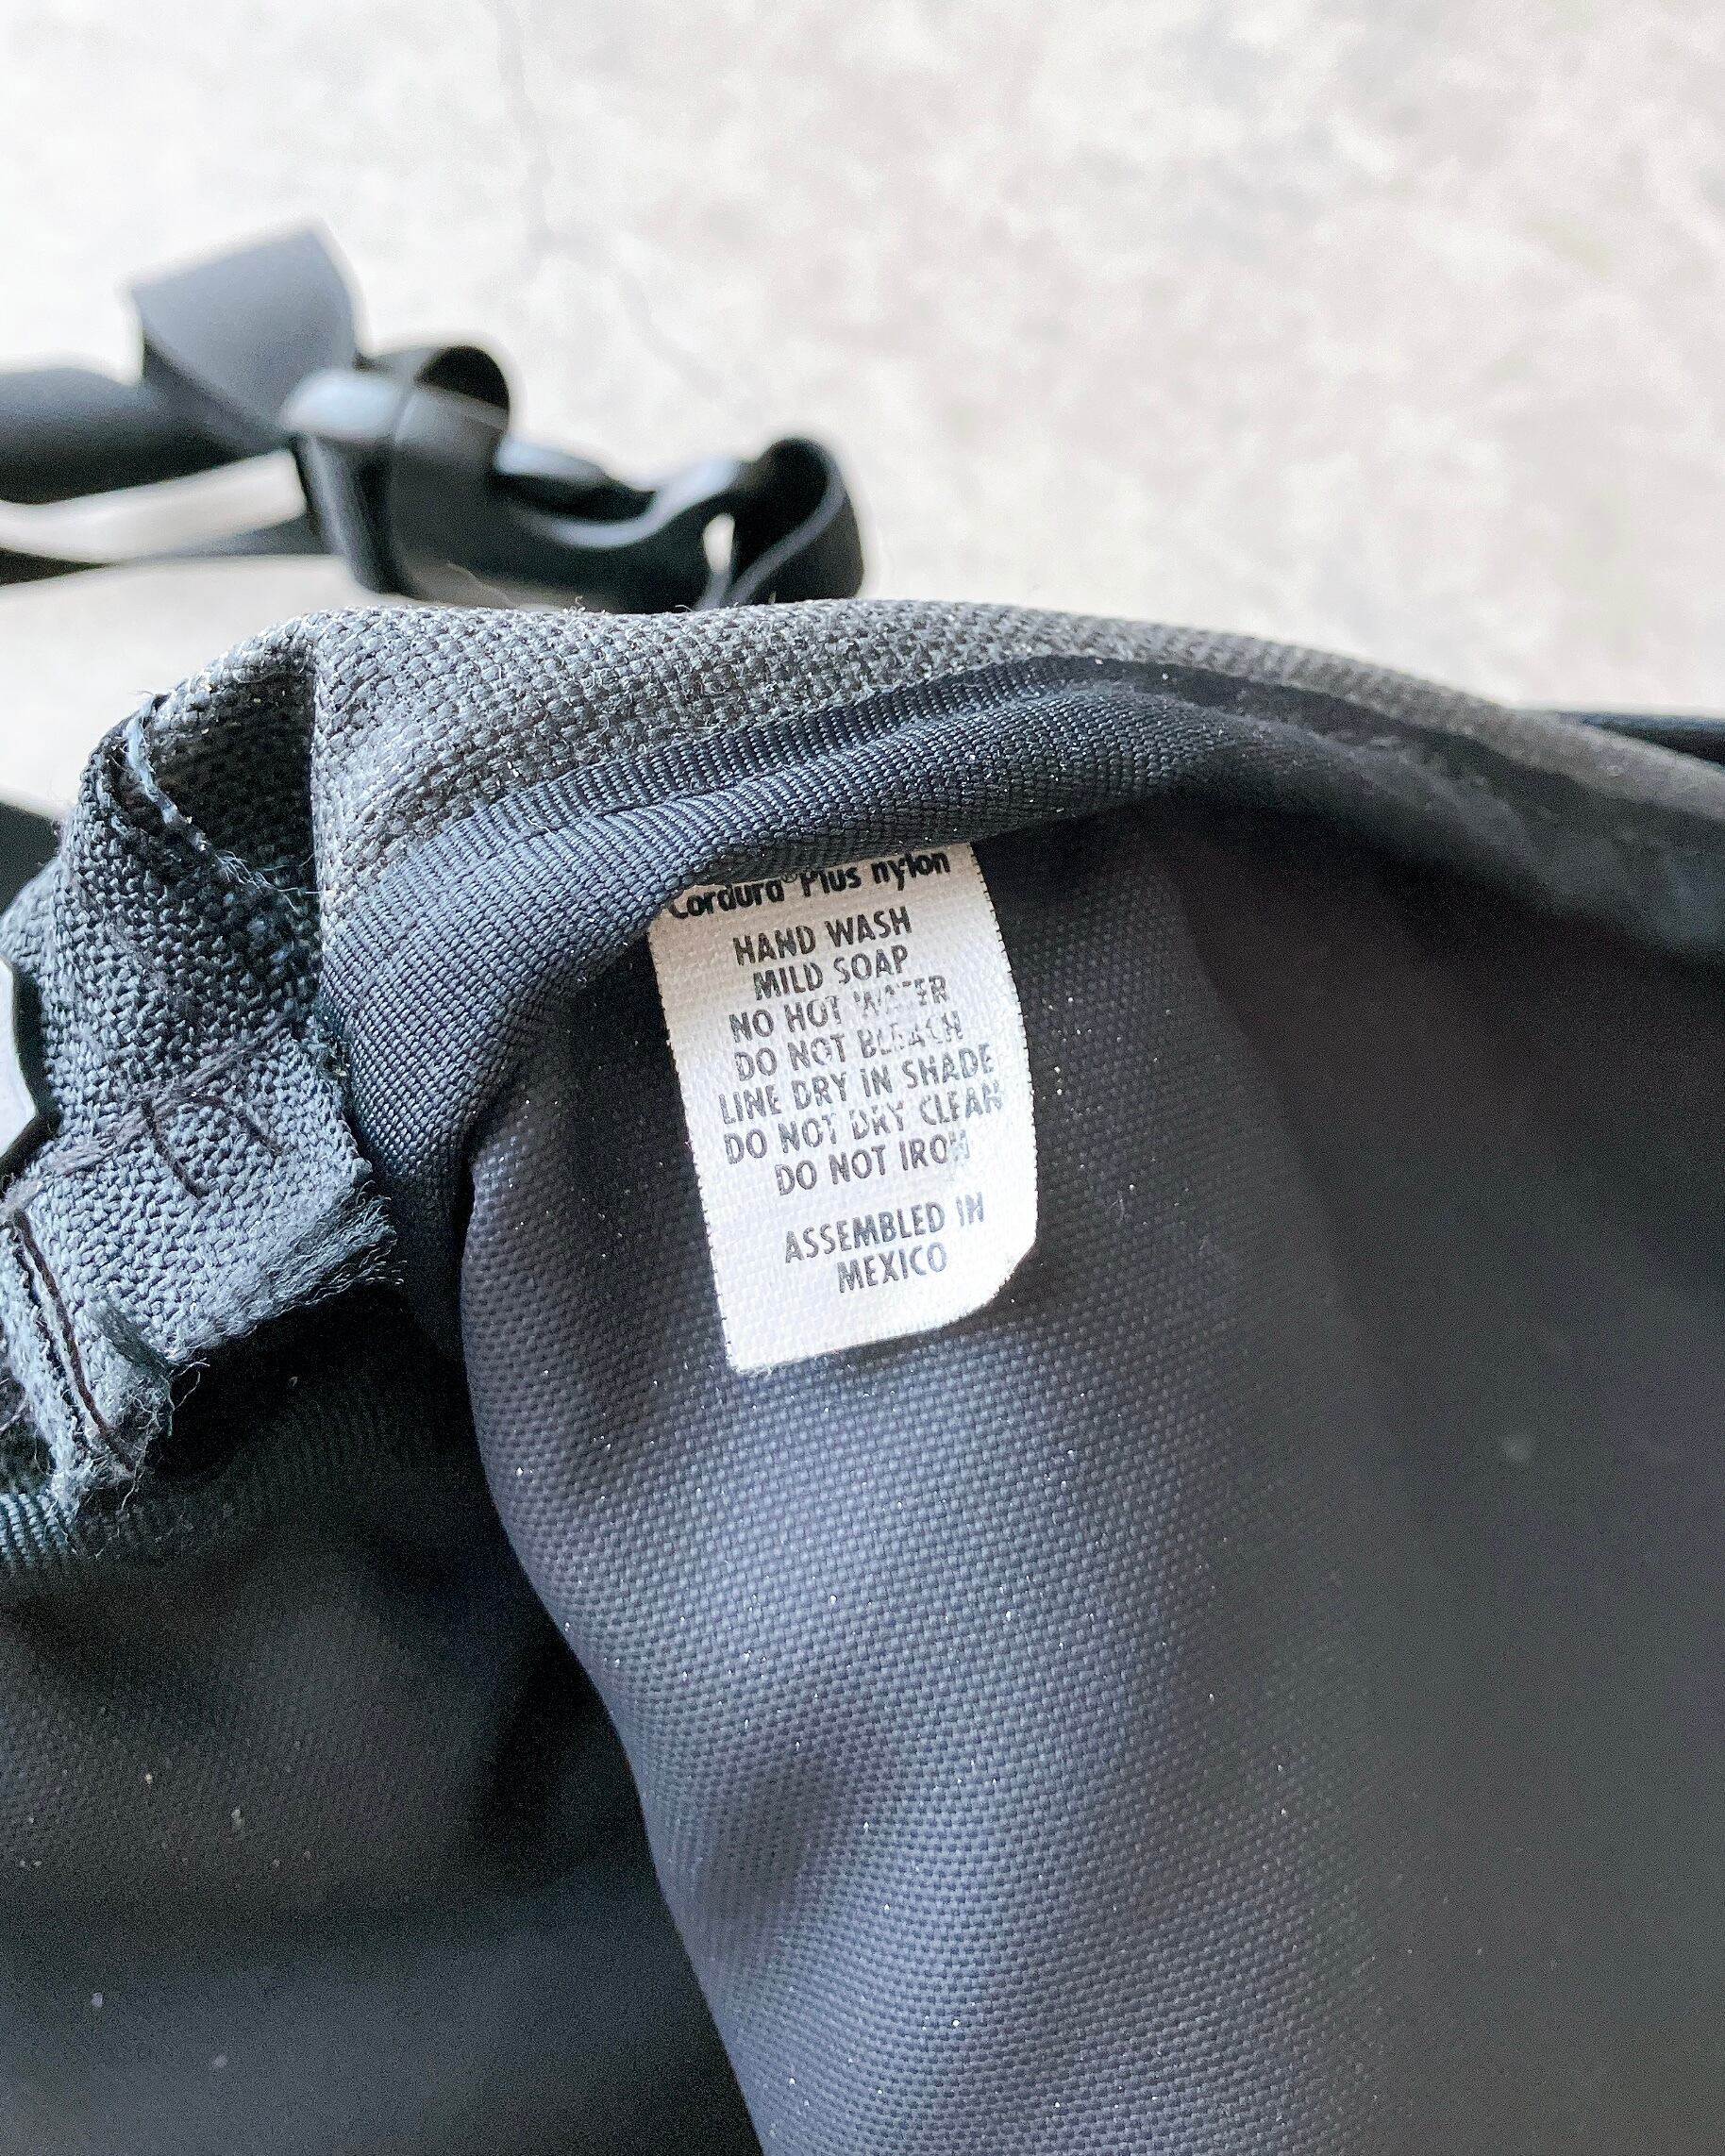 Cordura® Plus nylon
HAND WASH
MILD SOAP
NO HOT WATER
DO NOT BLEACH
LINE DRY IN SHADE
DO NOT DRY CLEAN
DO NOT IRON
ASSEMBLED IN
MEXICO